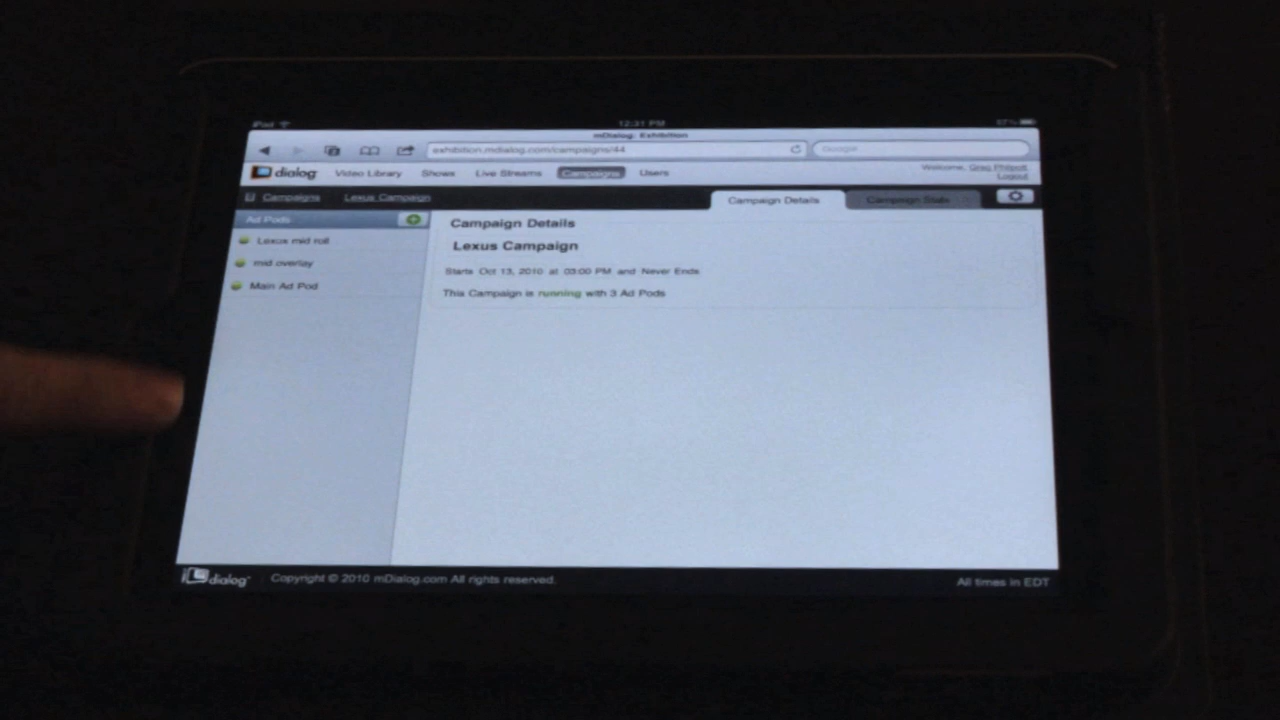 iPad 12:31 PM 57%
mDialog: Exhibition
exhibition.mdialog.com/campaigns/44 Google
dialog Video Library Shows Live Streams Campaigns Users Welcome, Greg Philpott
Logout
Campaigns Lexus Campaign Campaign Details Campaign Stats
Ad Pods
Campaign Details
Lexus mid roll
Lexus Campaign
mid overlay
Starts Oct 13, 2010 at 03:00 PM and Never Ends
Main Ad Pod
This Campaign is running with 3 Ad Pods
dialog Copyright © 2010 mDialog.com All rights reserved. All times in EDT